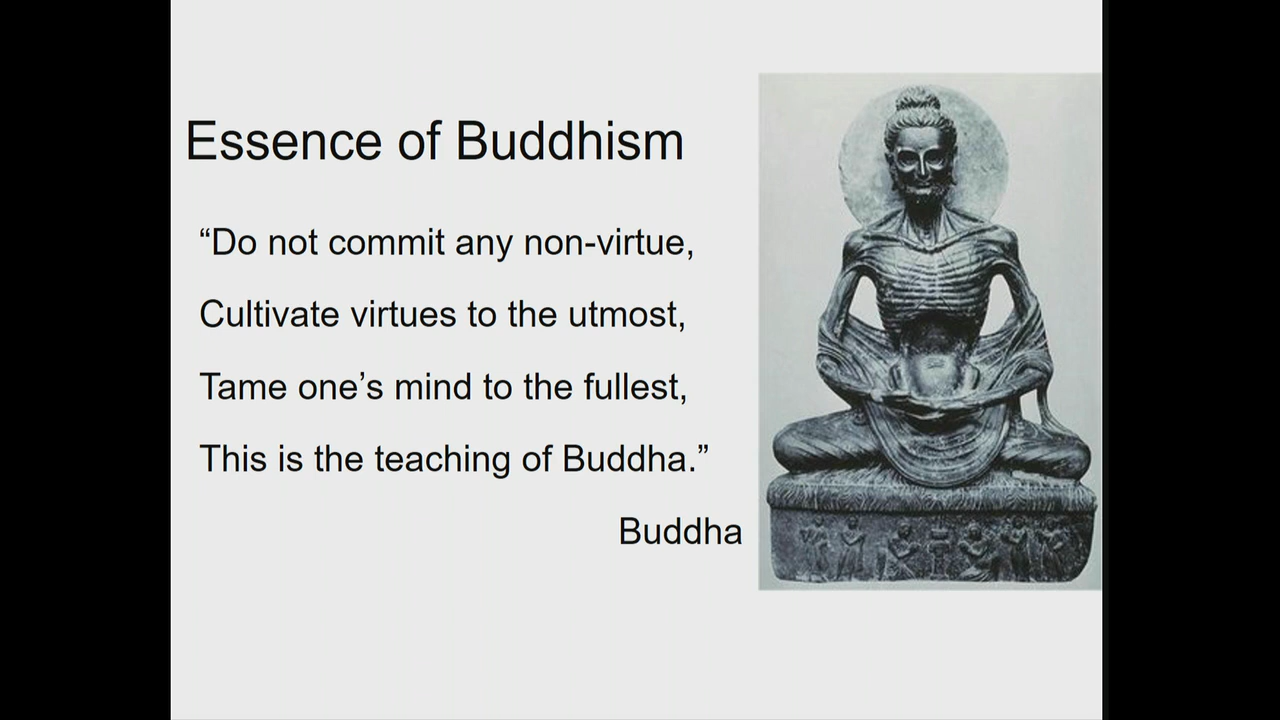 Essence of Buddhism
“Do not commit any non-virtue,
Cultivate virtues to the utmost,
Tame one’s mind to the fullest,
This is the teaching of Buddha.”
Buddha